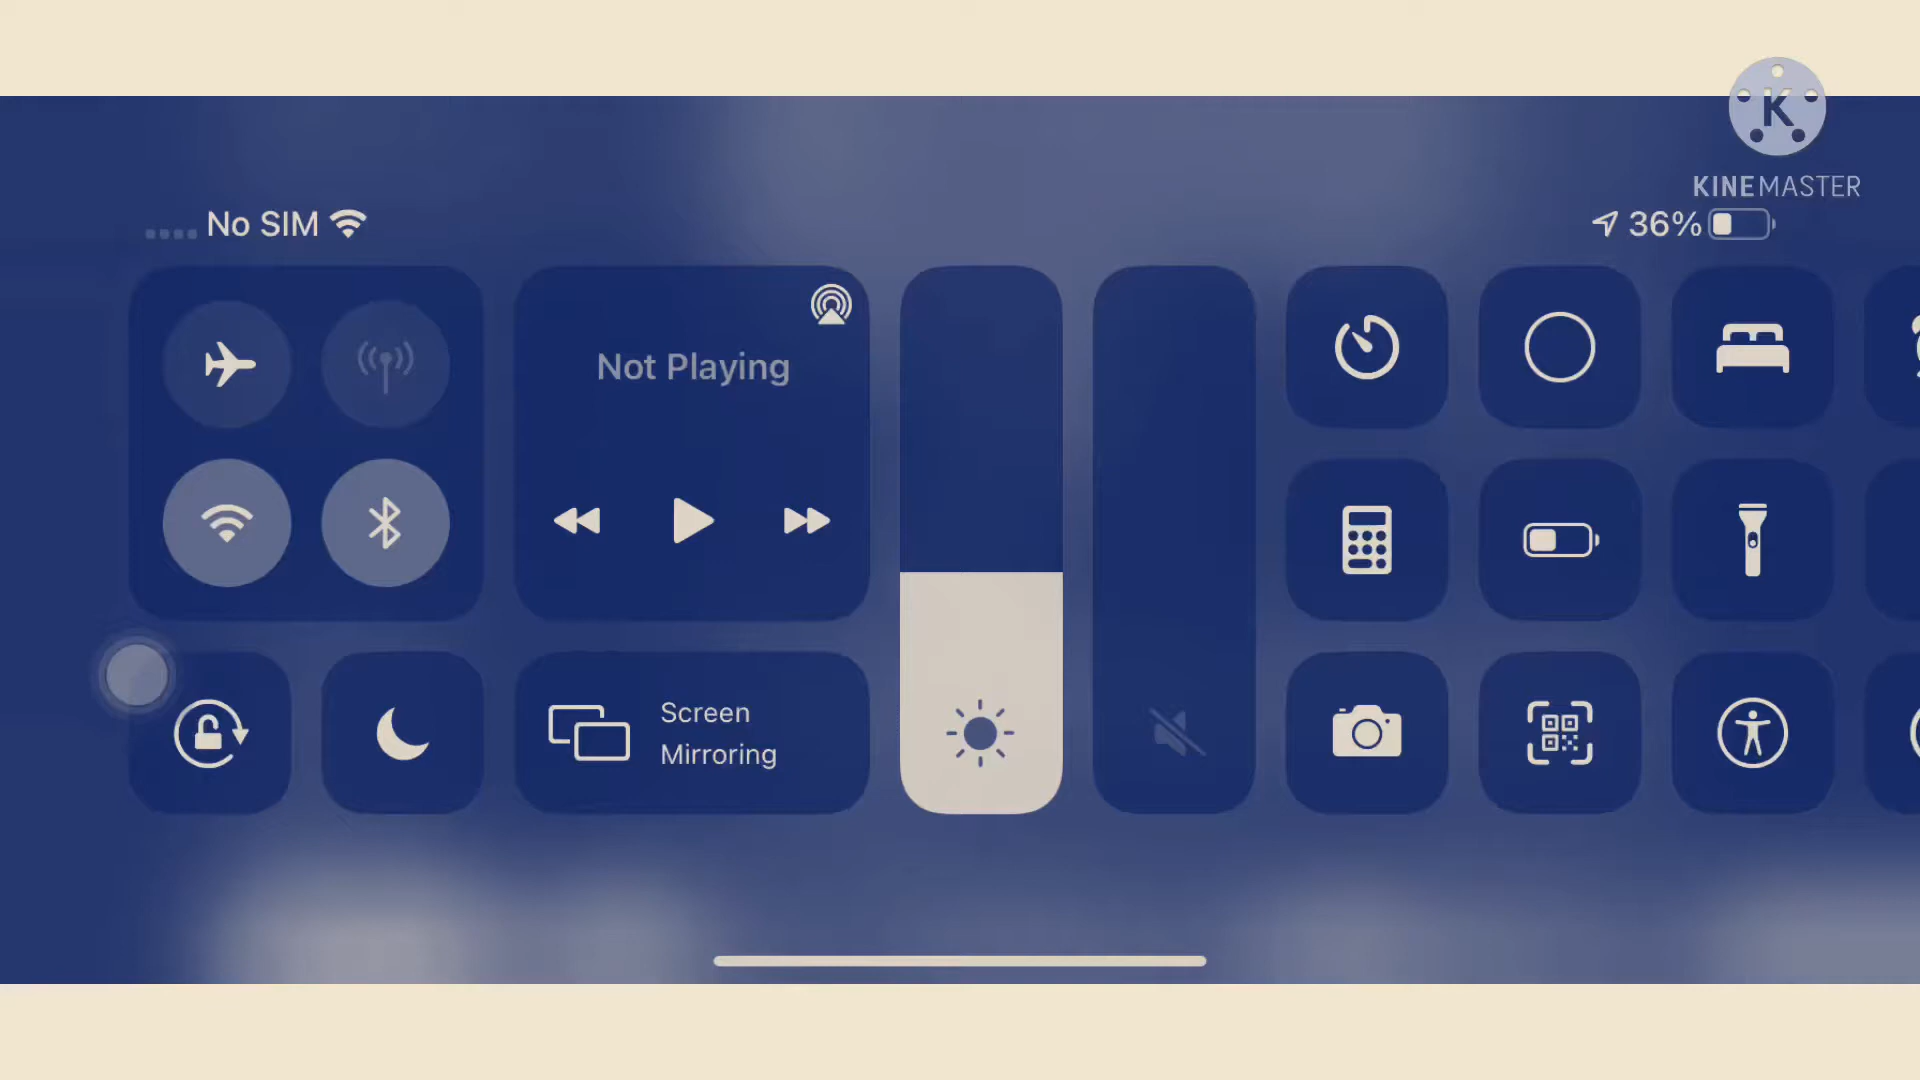 K
KINEMASTER
No SIM
36%
Not Playing
Screen
Mirroring